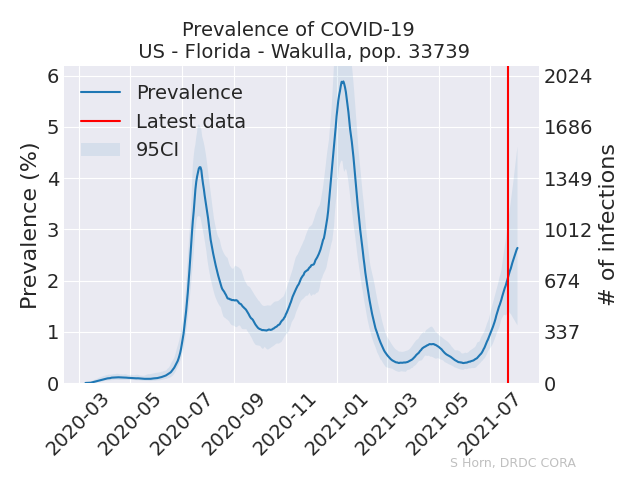 Prevalence of COVID-19
US - Florida - Wakulla, pop. 33739
Prevalence
Latest data
95CI
Prevalence (%)
6
5
4
3
2
1
0
2024
1686
1349
1012
674
337
0
# of infections
2020-03
2020-05
2020-07
2020-09
2020-11
2021-01
2021-03
2021-05
2021-07
S Horn, DRDC CORA